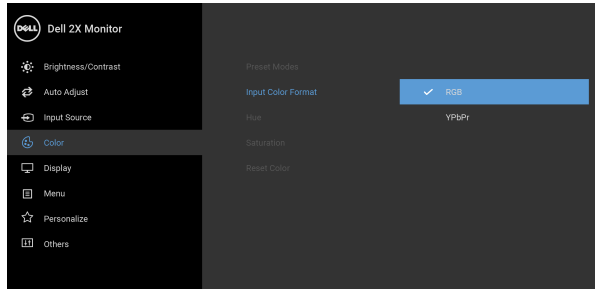 DELL
Dell 2X Monitor
Brightness/Contrast
Auto Adjust
Input Source
Color
Display
Menu
Personalize
Others
Preset Modes
Input Color Format
Hue
Saturation
Reset Color
RGB
YPbPr